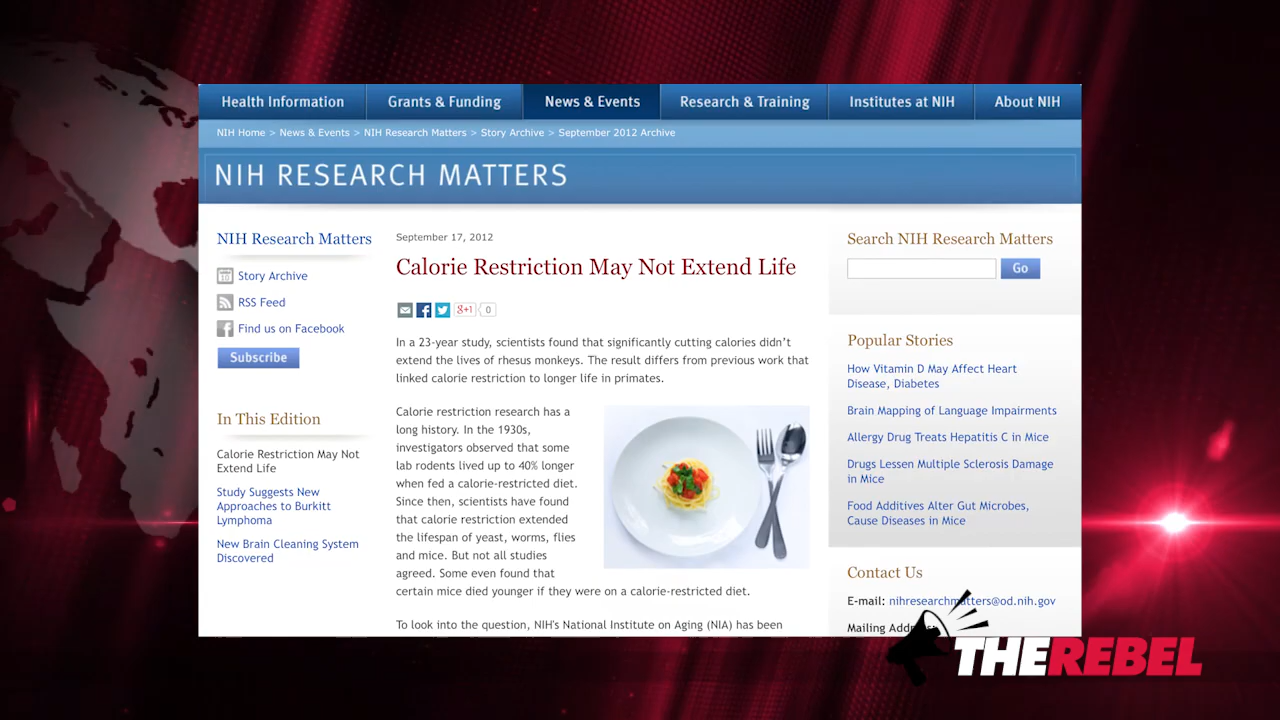 Health Information Grants & Funding News & Events Research & Training Institutes at NIH About NIH
NIH Home > News & Events > NIH Research Matters > Story Archive > September 2012 Archive
NIH RESEARCH MATTERS
NIH Research Matters
Story Archive
RSS Feed
Find us on Facebook
Subscribe
In This Edition
Calorie Restriction May Not
Extend Life
Study Suggests New
Approaches to Burkitt
Lymphoma
New Brain Cleaning System
Discovered
September 17, 2012
Calorie Restriction May Not Extend Life
g+1 0
In a 23-year study, scientists found that significantly cutting calories didn't
extend the lives of rhesus monkeys. The result differs from previous work that
linked calorie restriction to longer life in primates.
Calorie restriction research has a
long history. In the 1930s,
investigators observed that some
lab rodents lived up to 40% longer
when fed a calorie-restricted diet.
Since then, scientists have found
that calorie restriction extended
the lifespan of yeast, worms, flies
and mice. But not all studies
agreed. Some even found that
certain mice died younger if they were on a calorie-restricted diet.
To look into the question, NIH's National Institute on Aging (NIA) has been
Search NIH Research Matters
Go
Popular Stories
How Vitamin D May Affect Heart
Disease, Diabetes
Brain Mapping of Language Impairments
Allergy Drug Treats Hepatitis C in Mice
Drugs Lessen Multiple Sclerosis Damage
in Mice
Food Additives Alter Gut Microbes,
Cause Diseases in Mice
Contact Us
E-mail: nihresearchmatters@od.nih.gov
Mailing Address:
THEREBEL